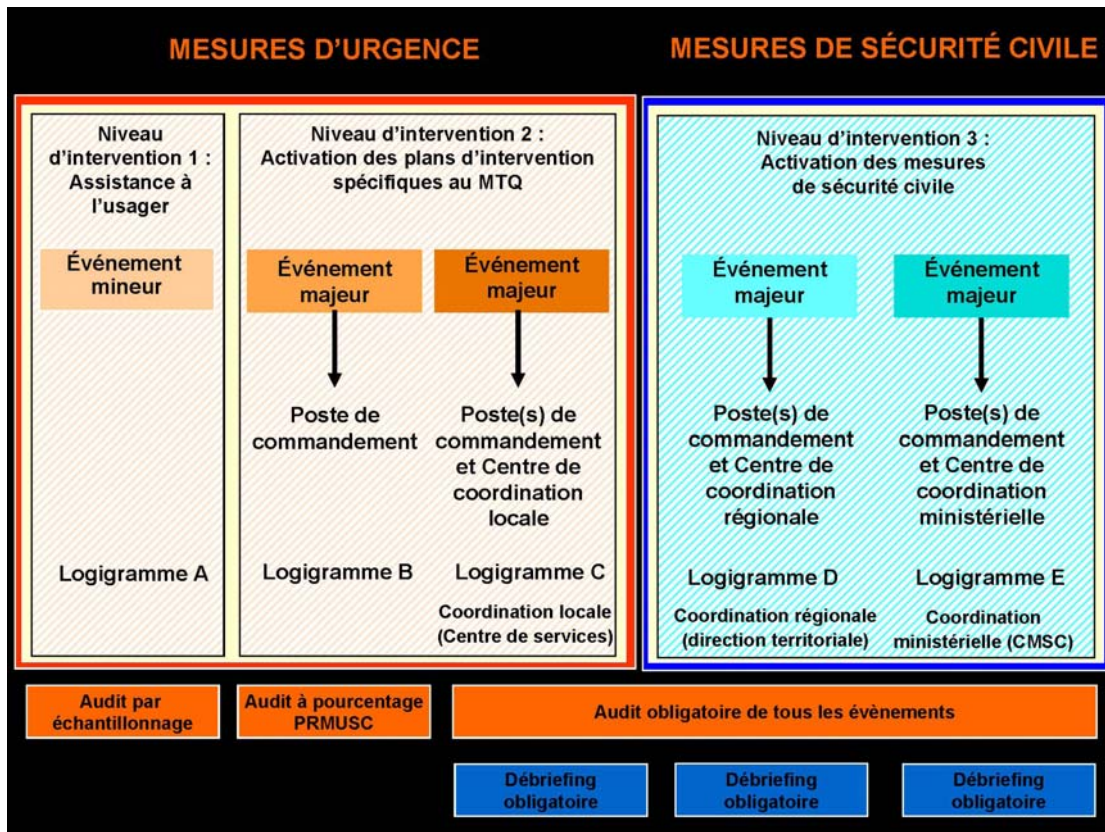 MESURES D'URGENCE
MESURES DE SÉCURITÉ CIVILE
Niveau
d'intervention 1 :
Assistance à
l'usager
Événement
mineur
Logigramme A
Niveau d'intervention 2 :
Activation des plans d'intervention
spécifiques au MTQ
Événement
majeur
Poste de
commandement
Logigramme B
Événement
majeur
Poste(s) de
commandement
et Centre de
coordination
locale
Logigramme C
Coordination locale
(Centre de services)
Niveau d'intervention 3 :
Activation des mesures
de sécurité civile
Événement
majeur
Poste(s) de
commandement
et Centre de
coordination
régionale
Logigramme D
Coordination régionale
(direction territoriale)
Événement
majeur
Poste(s) de
commandement
et Centre de
coordination
ministérielle
Logigramme E
Coordination
ministérielle (CMSC)
Audit par
échantillonnage
Audit à pourcentage
PRMUSC
Audit obligatoire de tous les évènements
Débriefing
obligatoire
Débriefing
obligatoire
Débriefing
obligatoire